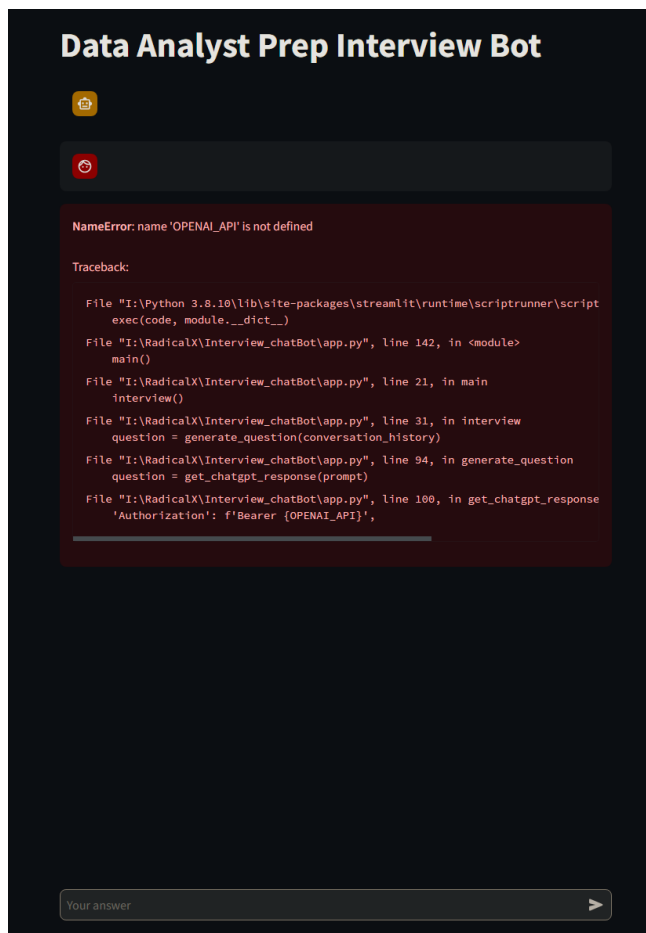 Data Analyst Prep Interview Bot
NameError: name 'OPENAI_API' is not defined
Traceback:
File "I:\Python 3.8.10\lib\site-packages\streamlit\runtime\scriptrunner\script
exec(code, module.__dict__)
File "I:\RadicalX\Interview_chatBot\app.py", line 142, in <module>
main()
File "I:\RadicalX\Interview_chatBot\app.py", line 21, in main
interview()
File "I:\RadicalX\Interview_chatBot\app.py", line 31, in interview
question = generate_question(conversation_history)
File "I:\RadicalX\Interview_chatBot\app.py", line 94, in generate_question
question = get_chatgpt_response(prompt)
File "I:\RadicalX\Interview_chatBot\app.py", line 100, in get_chatgpt_response
'Authorization': f'Bearer {OPENAI_API}',
Your answer